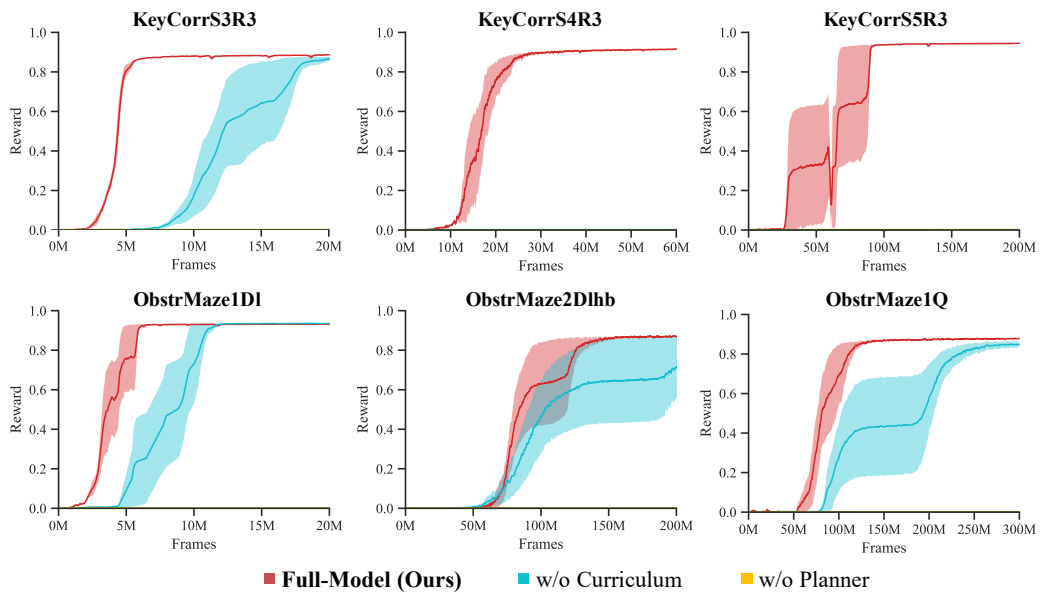 KeyCorrS3R3
KeyCorrS4R3
KeyCorrS5R3
1.0
0.8
0.6
0.4
0.2
0.0
Reward
0M 5M 10M 15M 20M
Frames
1.0
0.8
0.6
0.4
0.2
0.0
Reward
0M 10M 20M 30M 40M 50M 60M
Frames
1.0
0.8
0.6
0.4
0.2
0.0
Reward
0M 50M 100M 150M 200M
Frames
ObstrMaze1Dl
ObstrMaze2Dlhb
ObstrMaze1Q
1.0
0.8
0.6
0.4
0.2
0.0
Reward
0M 5M 10M 15M 20M
Frames
1.0
0.8
0.6
0.4
0.2
0.0
Reward
0M 50M 100M 150M 200M
Frames
1.0
0.8
0.6
0.4
0.2
0.0
Reward
0M 50M 100M 150M 200M 250M 300M
Frames
Full-Model (Ours) w/o Curriculum w/o Planner